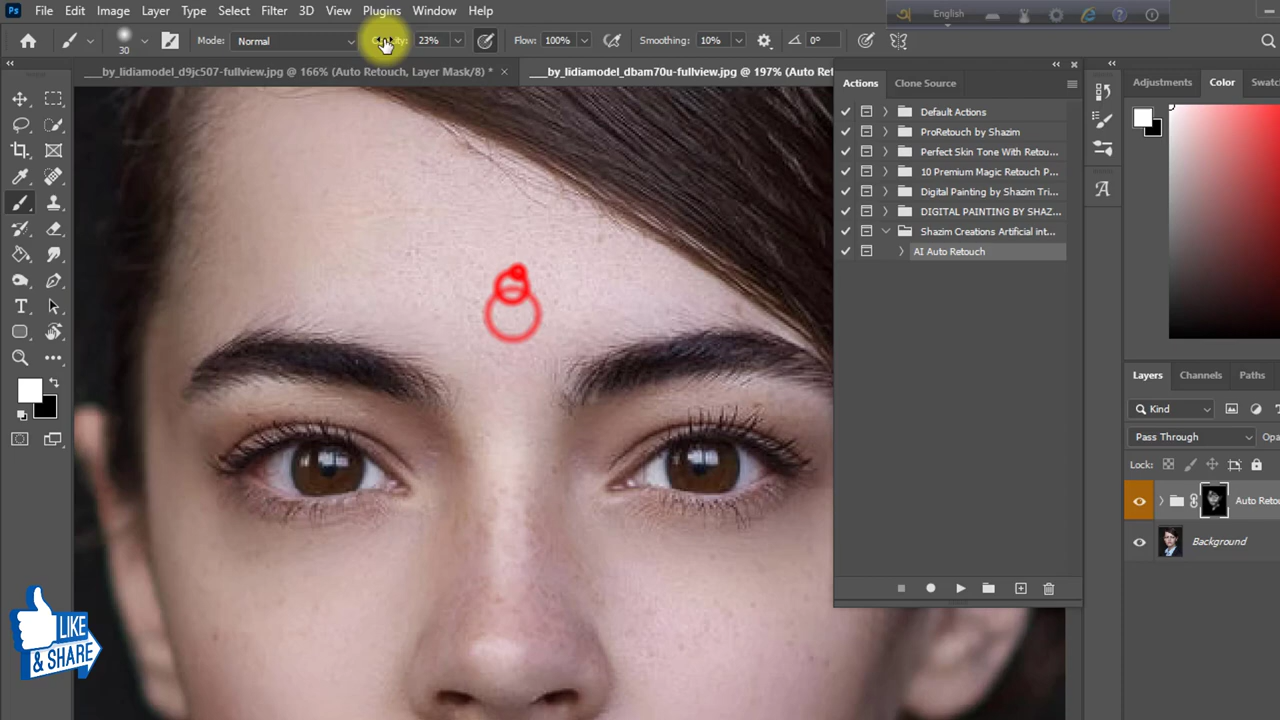 Ps File Edit Image Layer Type Select Filter 3D View Plugins Window Help
English
30 Mode: Normal 23% Flow: 100% Smoothing: 10% 0°
___by_lidiamodel_d9jc507-fullview.jpg @ 166% (Auto Retouch, Layer Mask/8) * ×
___by_lidiamodel_dbam70u-fullview.jpg @ 197% (Auto Ret
Actions Clone Source
Default Actions
ProRetouch by Shazim
Perfect Skin Tone With Retou...
10 Premium Magic Retouch P...
Digital Painting by Shazim Tri...
DIGITAL PAINTING BY SHAZ...
Shazim Creations Artificial int...
AI Auto Retouch
Adjustments Color Swatc
Layers Channels Paths
Kind
Pass Through Opa
Lock:
Auto Retou
Background
LIKE
& SHARE